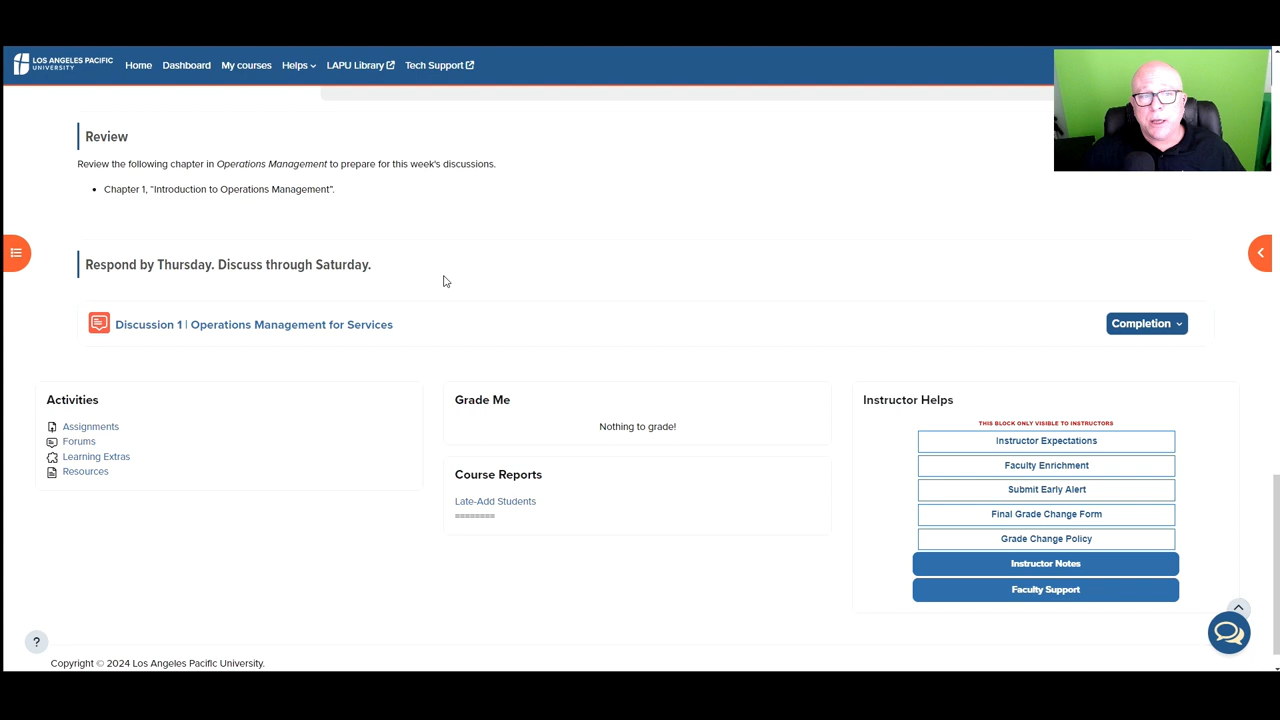 LOS ANGELES PACIFIC
UNIVERSITY
Home Dashboard My courses Helps LAPU Library Tech Support
Review
Review the following chapter in Operations Management to prepare for this week's discussions.
• Chapter 1, “Introduction to Operations Management”.
Respond by Thursday. Discuss through Saturday.
Discussion 1 | Operations Management for Services
Completion
Activities
Assignments
Forums
Learning Extras
Resources
Grade Me
Nothing to grade!
Course Reports
Late-Add Students
========
Instructor Helps
THIS BLOCK ONLY VISIBLE TO INSTRUCTORS
Instructor Expectations
Faculty Enrichment
Submit Early Alert
Final Grade Change Form
Grade Change Policy
Instructor Notes
Faculty Support
?
Copyright © 2024 Los Angeles Pacific University.